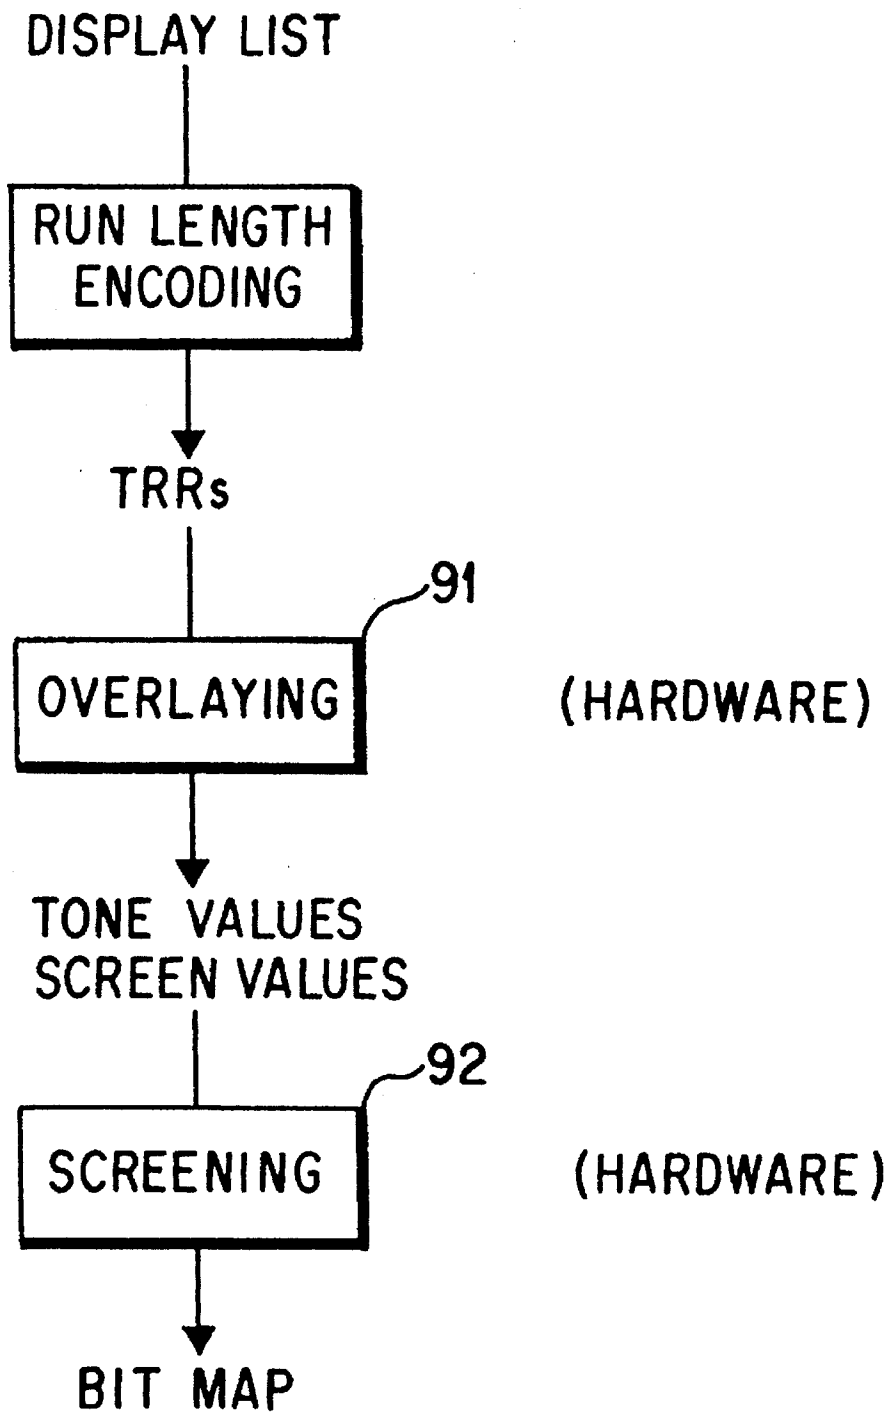 DISPLAY LIST
RUN LENGTH
ENCODING
TRRs
91
OVERLAYING
(HARDWARE)
TONE VALUES
SCREEN VALUES
92
SCREENING
(HARDWARE)
BIT MAP